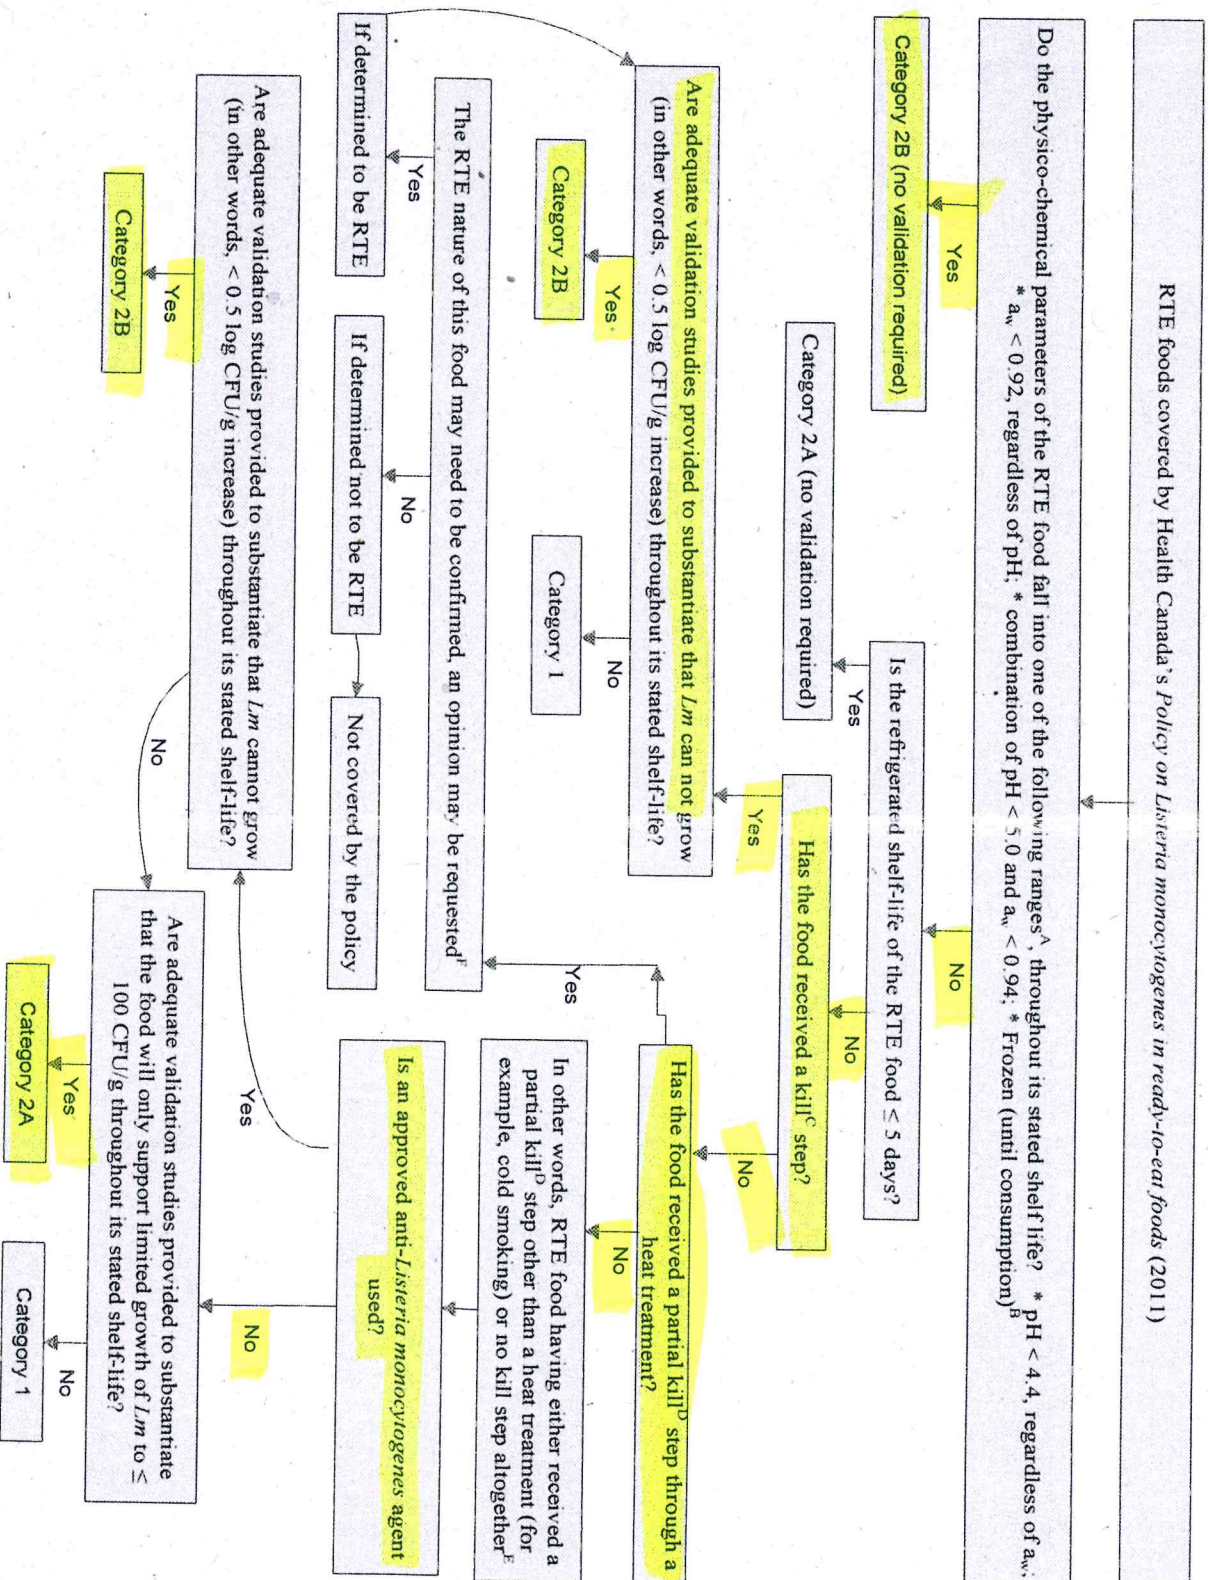 RTE foods covered by Health Canada's Policy on Listeria monocytogenes in ready-to-eat foods (2011)
Do the physico-chemical parameters of the RTE food fall into one of the following ranges^A, throughout its stated shelf life? * pH < 4.4, regardless of a_w;
* a_w < 0.92, regardless of pH; * combination of pH < 5.0 and a_w < 0.94; * Frozen (until consumption)^B
Yes
No
Category 2B (no validation required)
Is the refrigerated shelf-life of the RTE food ≤ 5 days?
Yes
No
Category 2A (no validation required)
Has the food received a kill^C step?
Yes
No
Are adequate validation studies provided to substantiate that Lm can not grow
(in other words, < 0.5 log CFU/g increase) throughout its stated shelf-life?
Yes
No
Category 2B
Category 1
Has the food received a partial kill^D step through a
heat treatment?
Yes
No
The RTE nature of this food may need to be confirmed, an opinion may be requested^F
Yes
No
If determined to be RTE
If determined not to be RTE
Not covered by the policy
In other words, RTE food having either received a
partial kill^D step other than a heat treatment (for
example, cold smoking) or no kill step altogether^E
Is an approved anti-Listeria monocytogenes agent
used?
Yes
No
Are adequate validation studies provided to substantiate that Lm cannot grow
(in other words, < 0.5 log CFU/g increase) throughout its stated shelf-life?
Yes
No
Category 2B
Are adequate validation studies provided to substantiate
that the food will only support limited growth of Lm to ≤
100 CFU/g throughout its stated shelf-life?
Yes
No
Category 2A
Category 1